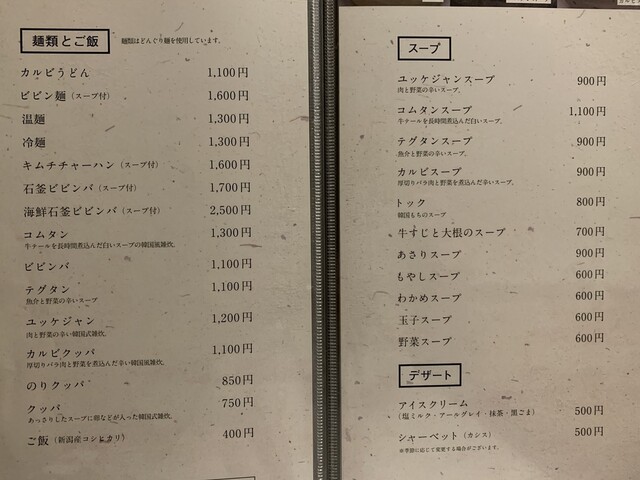 麺類とご飯
麺類はどんぐり麺を使用しています。
カルビうどん 1,100円
ビビン麺（スープ付） 1,600円
温麺 1,300円
冷麺 1,300円
キムチチャーハン（スープ付） 1,600円
石釜ビビンバ（スープ付） 1,700円
海鮮石釜ビビンバ（スープ付） 2,500円
コムタン 1,300円
牛テールを長時間煮込んだ白いスープの韓国風雑炊。
ビビンバ 1,100円
テグタン 1,100円
魚介と野菜の辛いスープ
ユッケジャン 1,200円
肉と野菜の辛い韓国式雑炊。
カルビクッパ 1,100円
厚切りバラ肉と野菜を煮込んだ辛い韓国風雑炊。
のりクッパ 850円
クッパ 750円
あっさりしたスープに卵などが入った韓国式雑炊。
ご飯（新潟産コシヒカリ） 400円
スープ
ユッケジャンスープ 900円
肉と野菜の辛いスープ。
コムタンスープ 1,100円
牛テールを長時間煮込んだ白いスープ。
テグタンスープ 900円
魚介と野菜の辛いスープ。
カルビスープ 900円
厚切りバラ肉と野菜を煮込んだ辛いスープ。
トック 800円
韓国もちのスープ
牛すじと大根のスープ 700円
あさりスープ 900円
もやしスープ 600円
わかめスープ 600円
玉子スープ 600円
野菜スープ 600円
デザート
アイスクリーム 500円
（塩ミルク・アールグレイ・抹茶・黒ごま）
シャーベット（カシス） 500円
※季節に応じて変更する場合がございます。